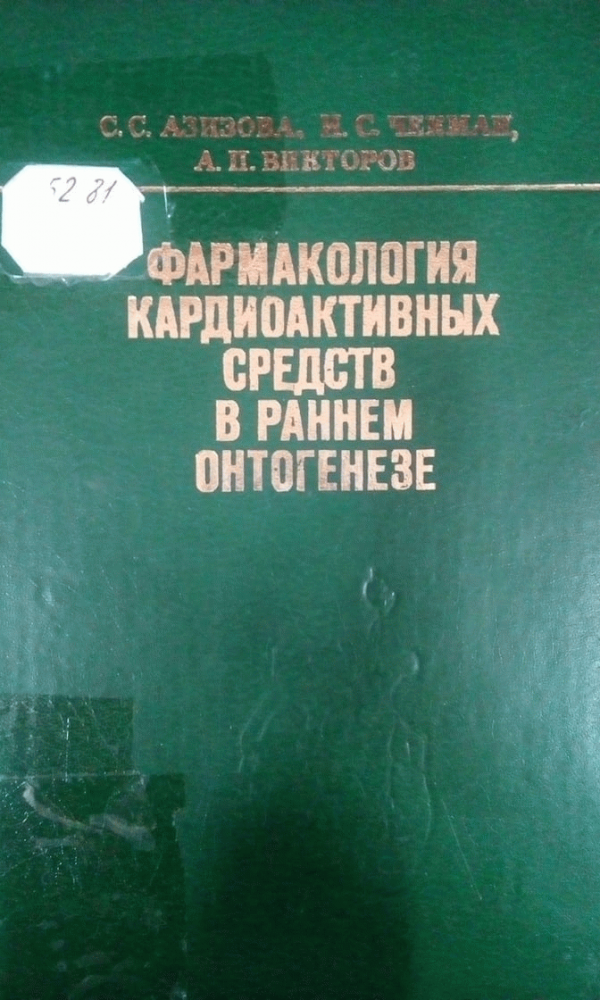 С. С. АЗИЗОВА, И. С. ЧЕКМАН,
А. П. ВИКТОРОВ
52 81
ФАРМАКОЛОГИЯ
КАРДИОАКТИВНЫХ
СРЕДСТВ
В РАННЕМ
ОНТОГЕНЕЗЕ